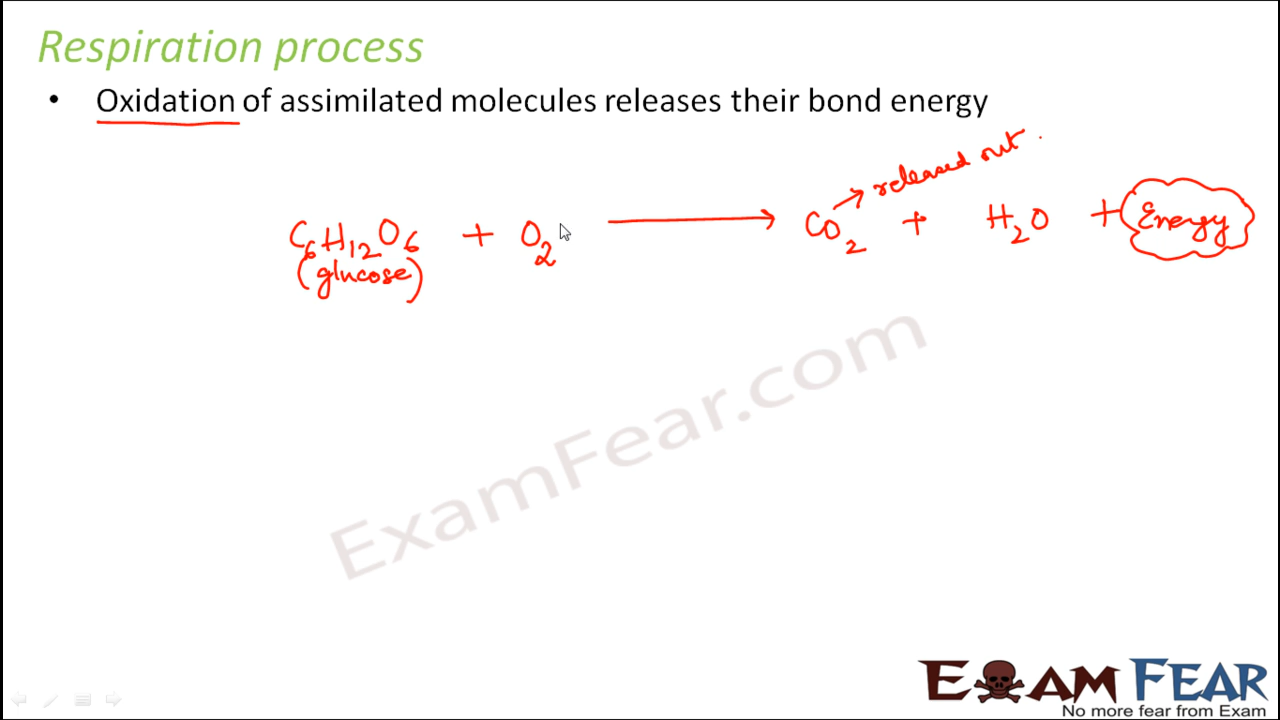 Respiration process
• Oxidation of assimilated molecules releases their bond energy
C6H12O6 + O2 → CO2 + H2O + Energy
→ released out.
(glucose)
ExamFear.com
EXAM FEAR
No more fear from Exam